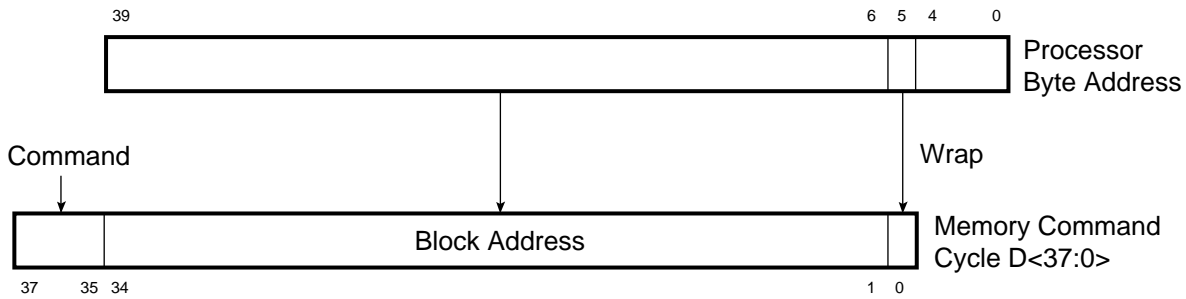 39 6 5 4 0
Processor
Byte Address
Command
Wrap
Block Address
Memory Command
Cycle D<37:0>
37 35 34 1 0